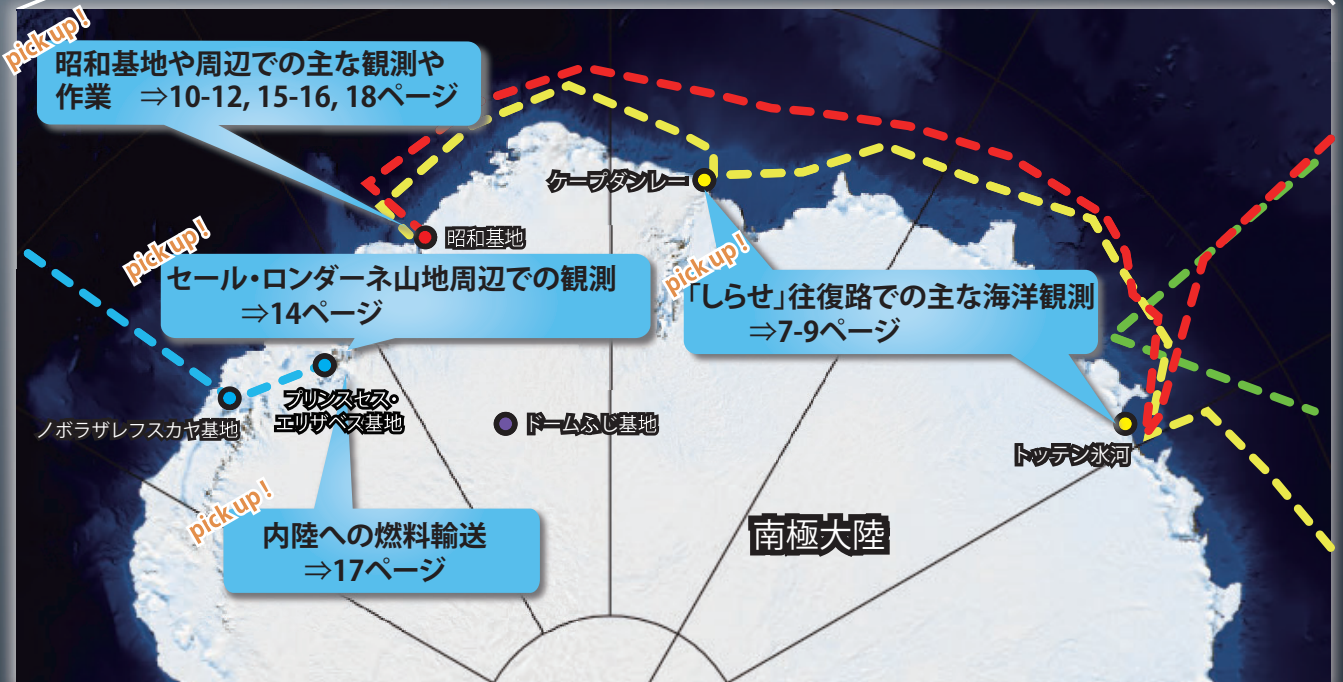 pick up !
昭和基地や周辺での主な観測や
作業　⇒10-12, 15-16, 18ページ
ケープダンレー
昭和基地
pick up !
セール・ロンダーネ山地周辺での観測
⇒14ページ
pick up !
「しらせ」往復路での主な海洋観測
⇒7-9ページ
プリンセス・
エリザベス基地
ノボラザレフスカヤ基地
ドームふじ基地
トッテン氷河
pick up !
内陸への燃料輸送
⇒17ページ
南極大陸